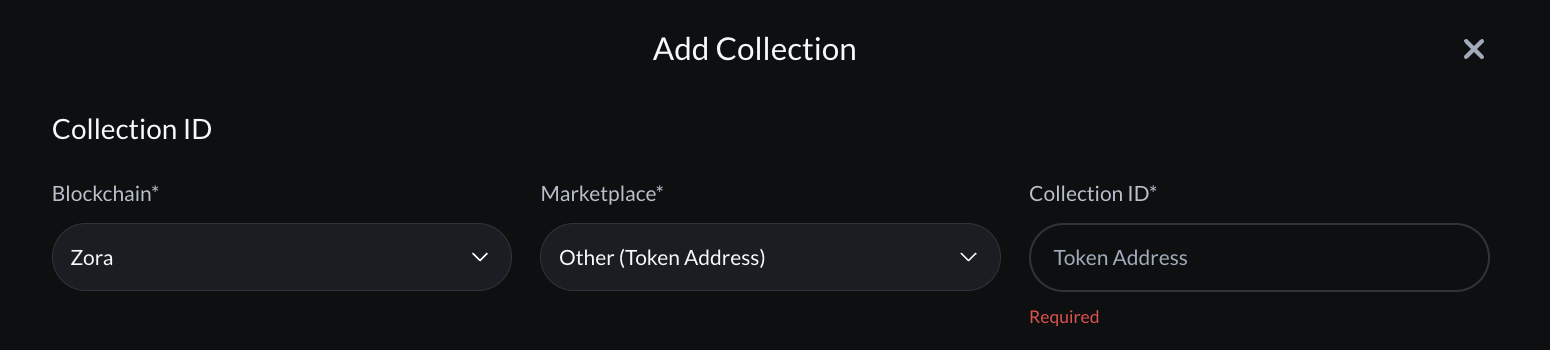 Add Collection
Collection ID
Blockchain*
Marketplace*
Collection ID*
Zora
Other (Token Address)
Token Address
Required